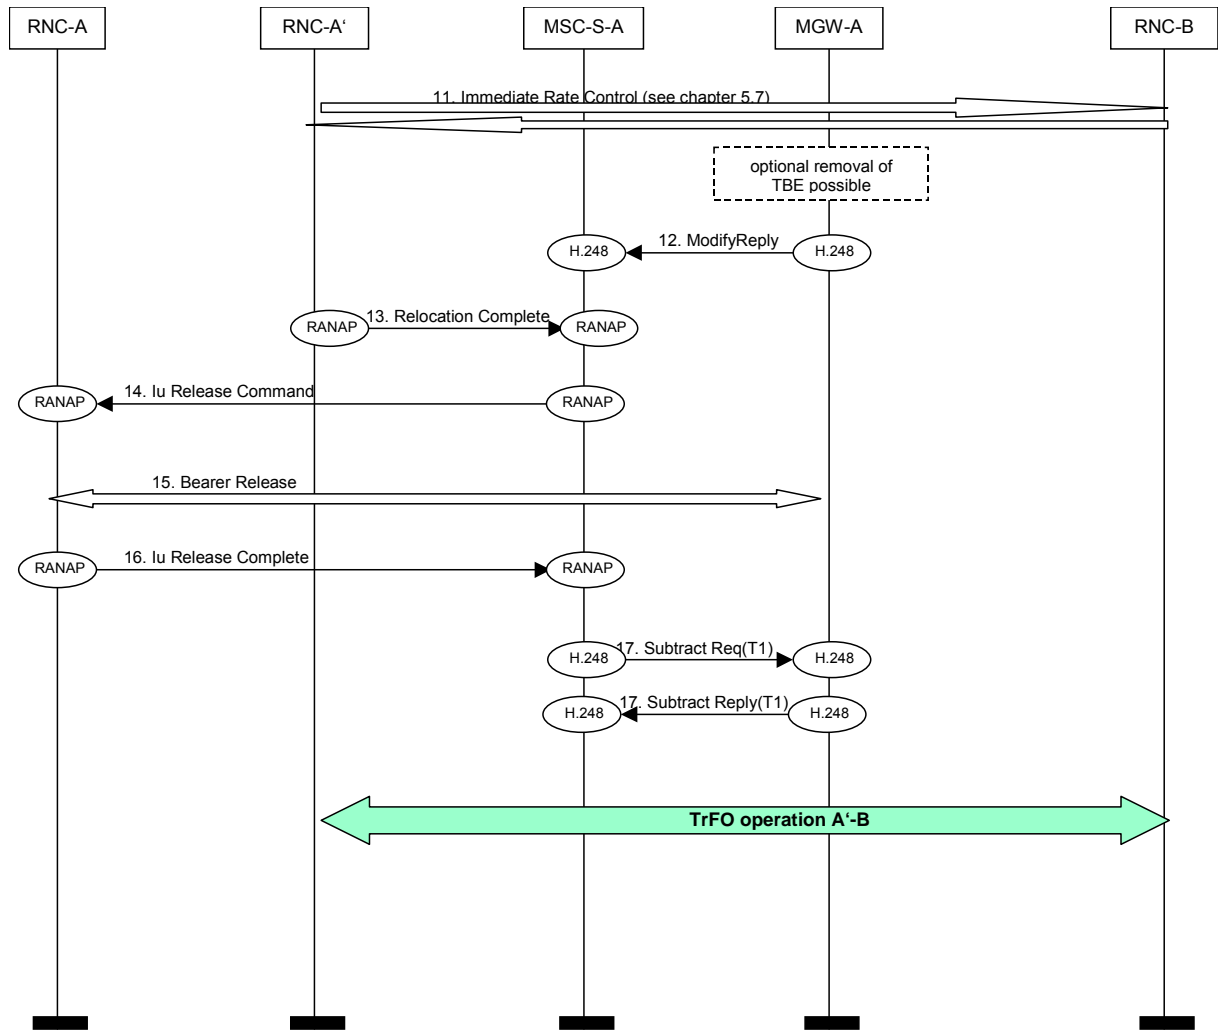 RNC-A
RNC-A‘
MSC-S-A
MGW-A
RNC-B
11. Immediate Rate Control (see chapter 5.7)
optional removal of
TBE possible
H.248
12. ModifyReply
H.248
RANAP
13. Relocation Complete
RANAP
RANAP
14. Iu Release Command
RANAP
15. Bearer Release
RANAP
16. Iu Release Complete
RANAP
H.248
17. Subtract Req(T1)
H.248
H.248
17. Subtract Reply(T1)
H.248
TrFO operation A‘-B